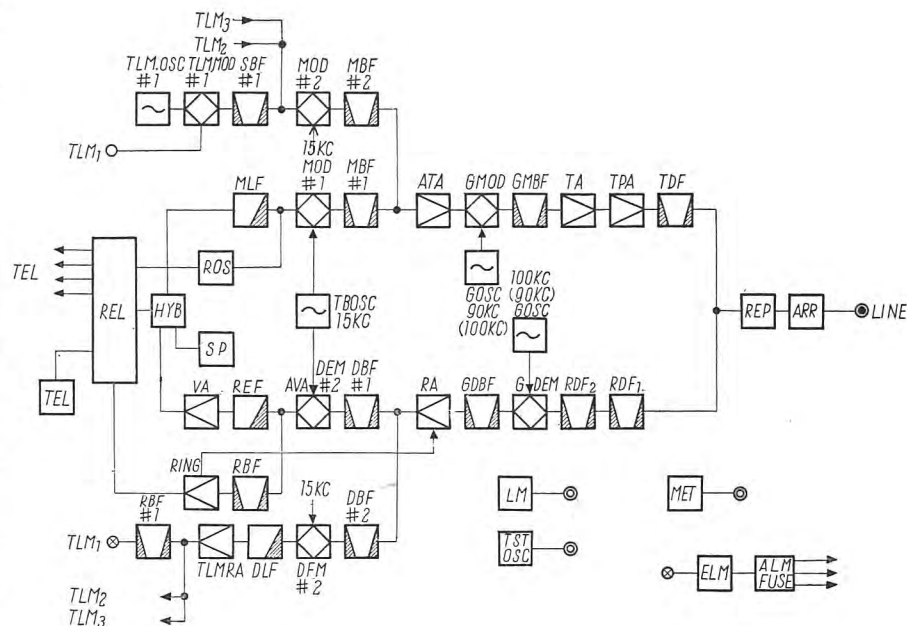 TLM3
TLM2
TLM.OSC TLM.MOD SBF MOD MBF
#1 #1 #2 #2
TLM1
15KC
MOD MBF
#1 #1
MLF
ATA GMOD GMBF TA TPA TDF
TEL
REL
ROS
HYB
SP
TBOSC
15KC
GOSC
90KC
(100KC)
100KC
(90KC)
GOSC
REP ARR LINE
TEL
VA REF AVA DEM DBF
#2 #1
RA GDBF G DEM RDF2 RDF1
RING RBF
RBF
#1
15KC
DBF
#2
TLM1
TLMRA DLF DFM
#2
TLM2
TLM3
LM
MET
TST
OSC
ELM
ALM
FUSE